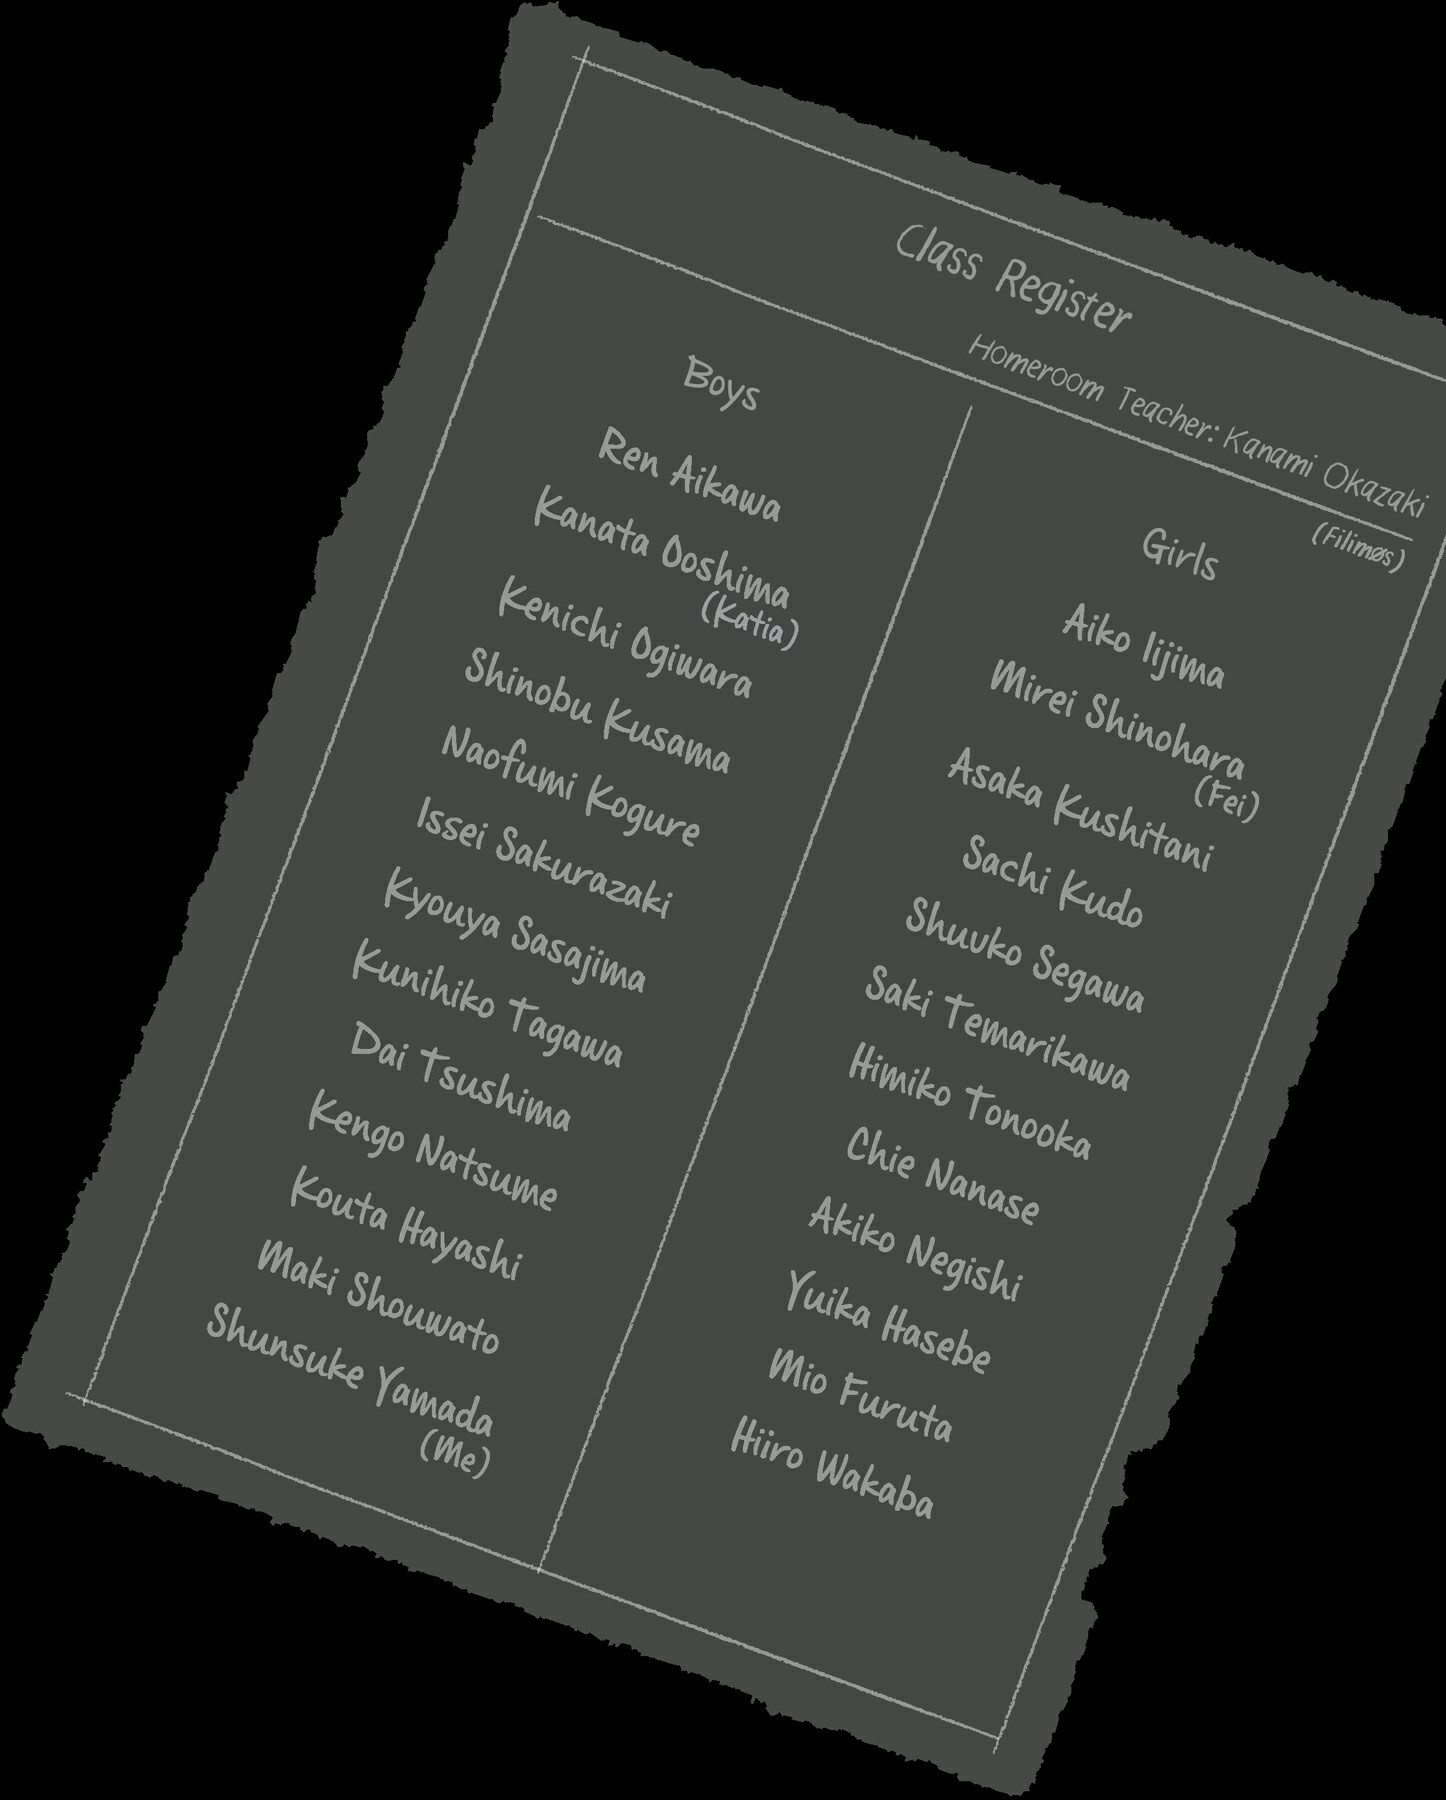 Class Register
Homeroom Teacher: Kanami Okazaki
(Filimøs)
Boys
Ren Aikawa
Kanata Ooshima
(Katia)
Kenichi Ogiwara
Shinobu Kusama
Naofumi Kogure
Issei Sakurazaki
Kyouya Sasajima
Kunihiko Tagawa
Dai Tsushima
Kengo Natsume
Kouta Hayashi
Maki Shouwato
Shunsuke Yamada
(Me)
Girls
Aiko Iijima
Mirei Shinohara
(Fei)
Asaka Kushitani
Sachi Kudo
Shuuko Segawa
Saki Temarikawa
Himiko Tonooka
Chie Nanase
Akiko Negishi
Yuika Hasebe
Mio Furuta
Hiiro Wakaba